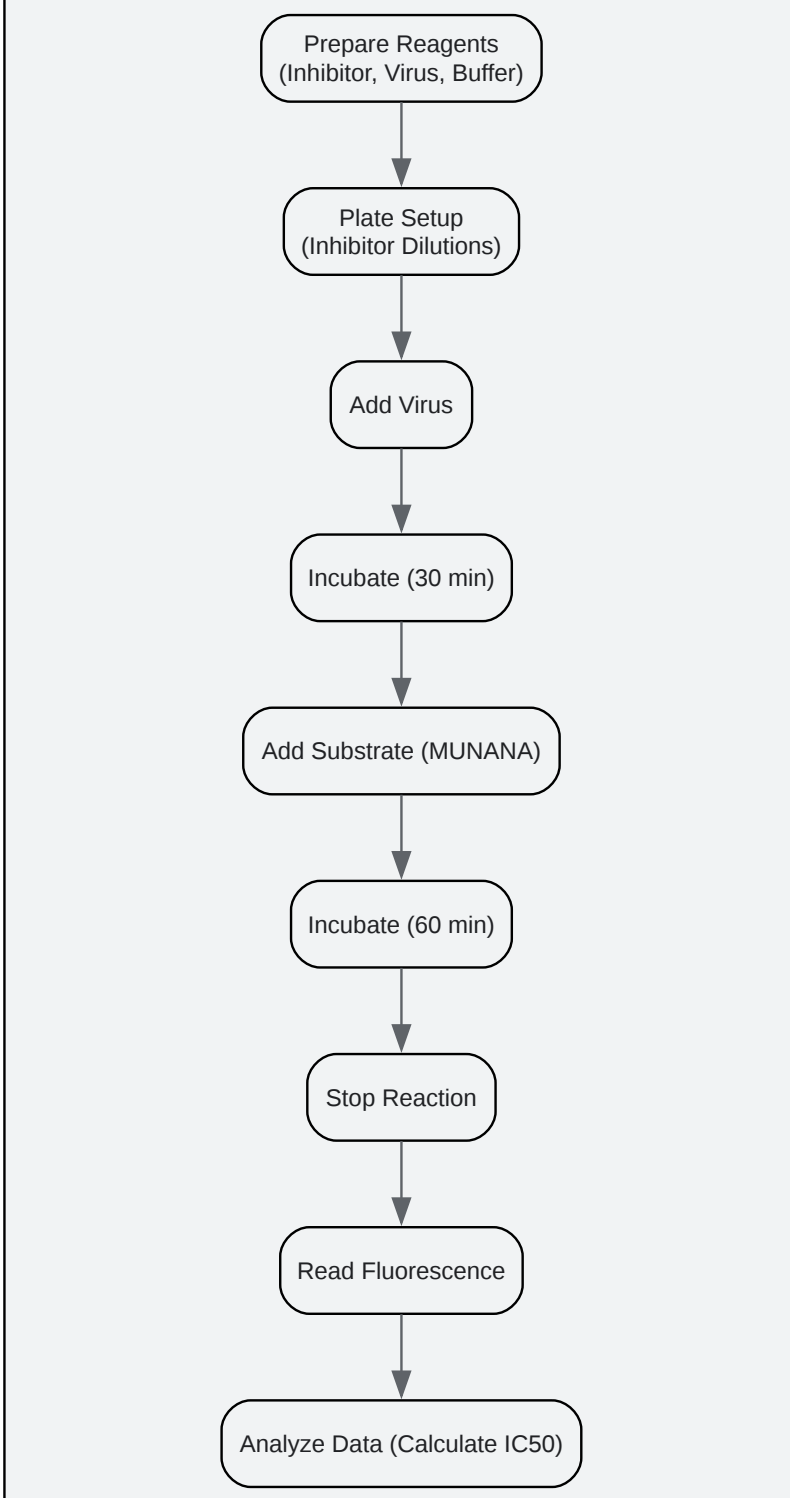 Prepare Reagents
(Inhibitor, Virus, Buffer)
Plate Setup
(Inhibitor Dilutions)
Add Virus
Incubate (30 min)
Add Substrate (MUNANA)
Incubate (60 min)
Stop Reaction
Read Fluorescence
Analyze Data (Calculate IC50)